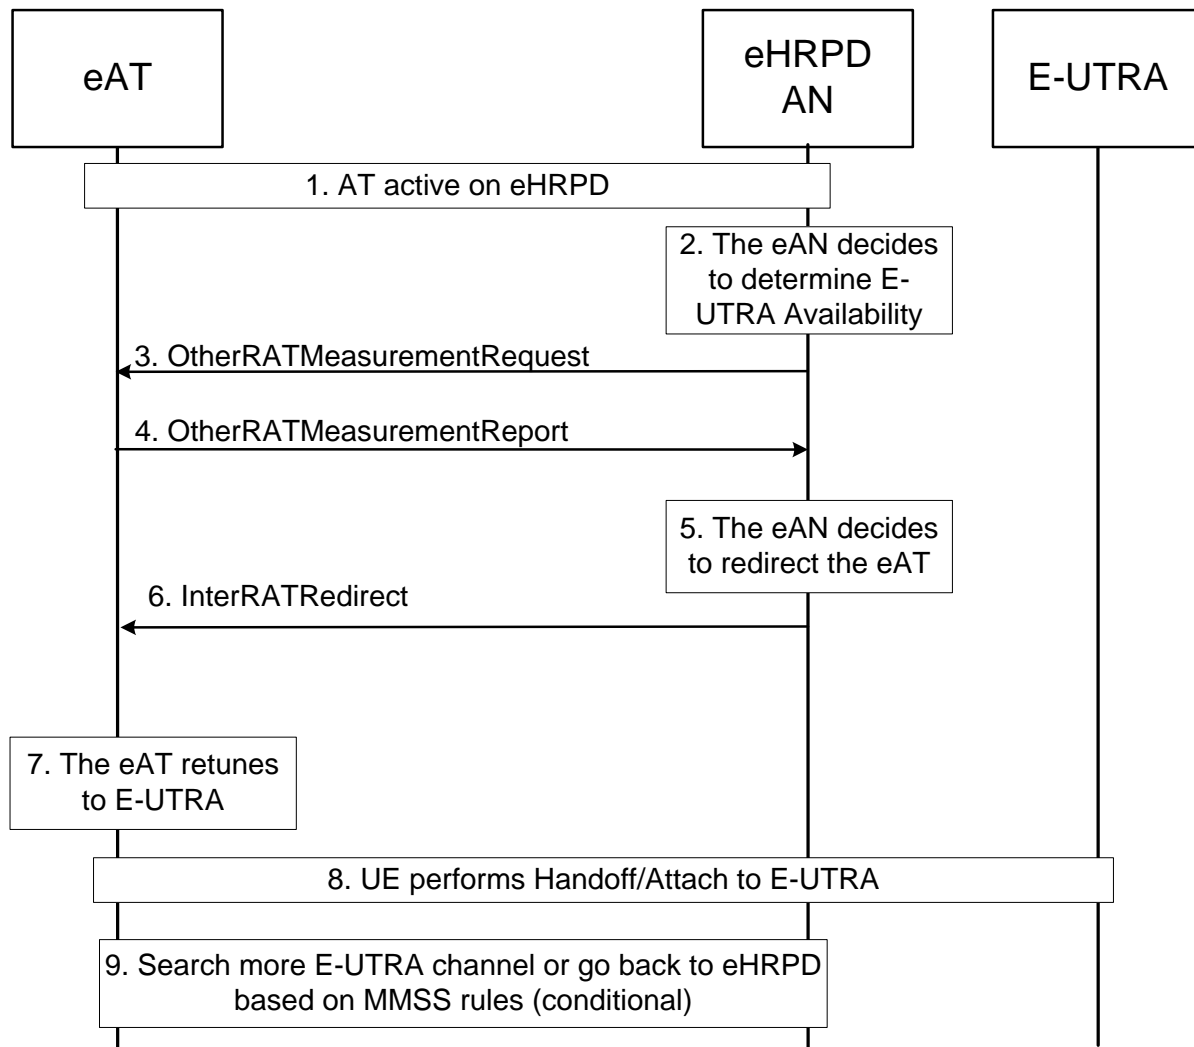 eAT
eHRPD
AN
E-UTRA
1. AT active on eHRPD
2. The eAN decides
to determine E-
UTRA Availability
3. OtherRATMeasurementRequest
4. OtherRATMeasurementReport
5. The eAN decides
to redirect the eAT
6. InterRATRedirect
7. The eAT retunes
to E-UTRA
8. UE performs Handoff/Attach to E-UTRA
9. Search more E-UTRA channel or go back to eHRPD
based on MMSS rules (conditional)